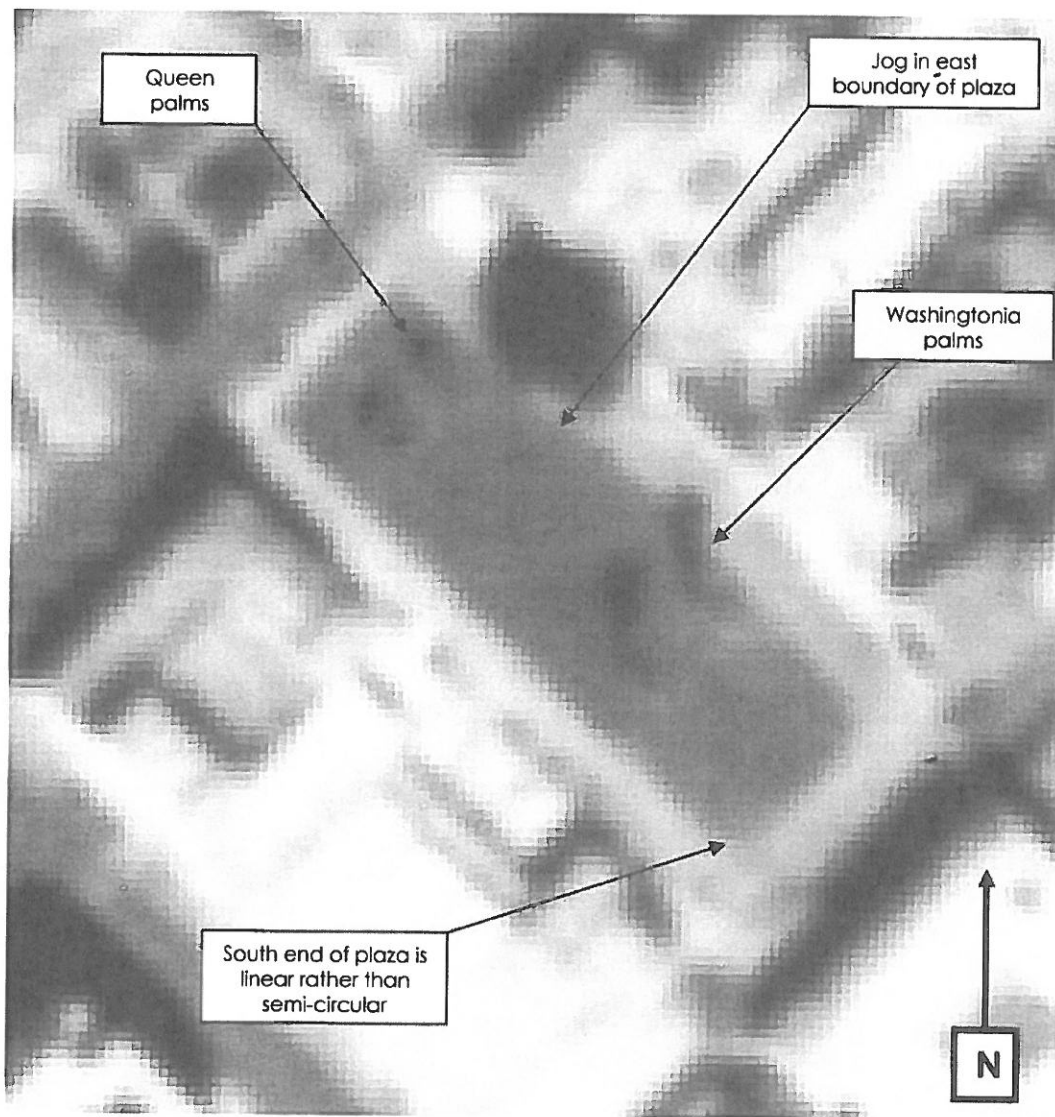 Queen
palms
Jog in east
boundary of plaza
Washingtonia
palms
South end of plaza is
linear rather than
semi-circular
N